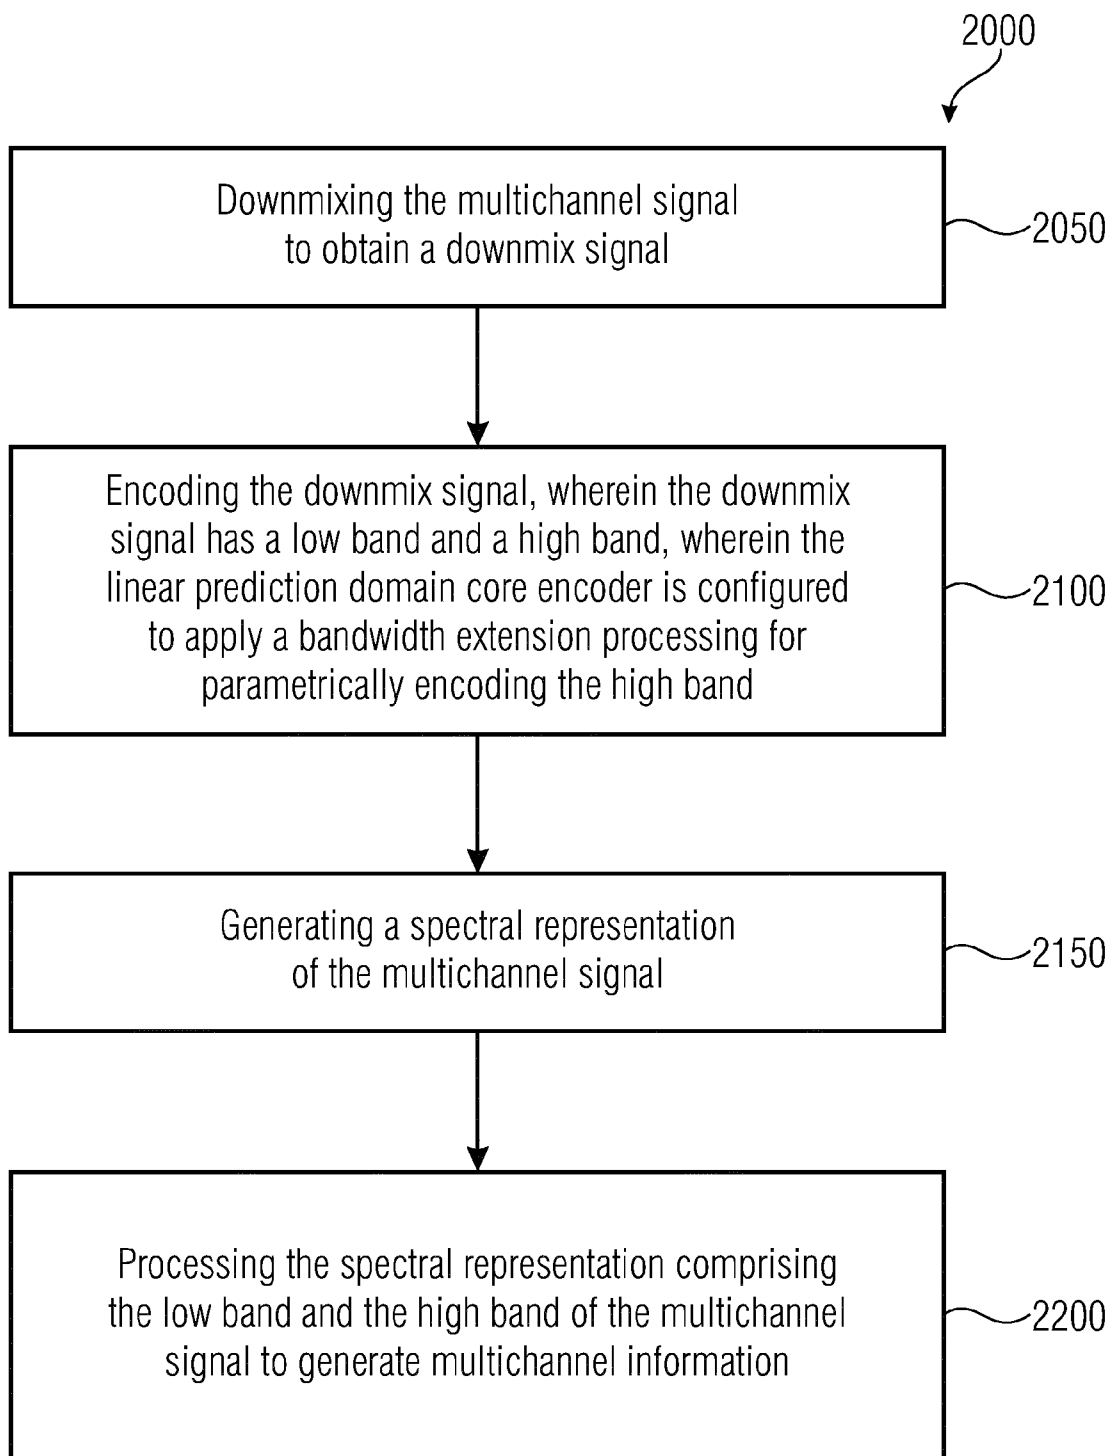 2000
Downmixing the multichannel signal
to obtain a downmix signal
2050
Encoding the downmix signal, wherein the downmix
signal has a low band and a high band, wherein the
linear prediction domain core encoder is configured
to apply a bandwidth extension processing for
parametrically encoding the high band
2100
Generating a spectral representation
of the multichannel signal
2150
Processing the spectral representation comprising
the low band and the high band of the multichannel
signal to generate multichannel information
2200